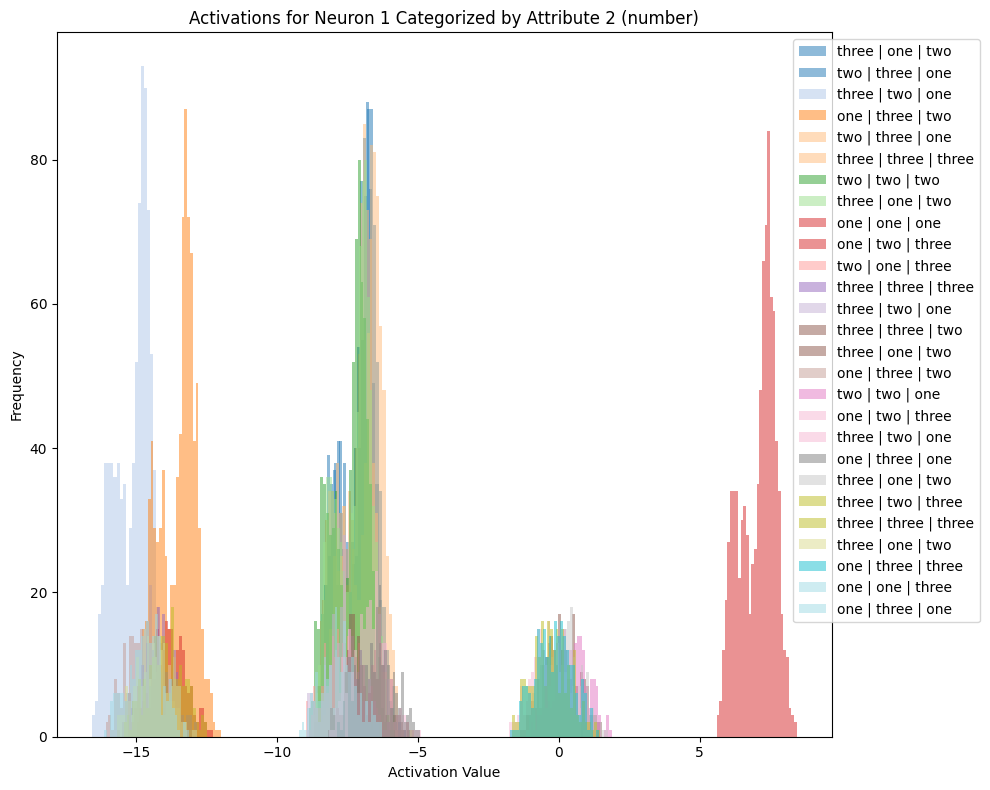 Activations for Neuron 1 Categorized by Attribute 2 (number)
three | one | two
two | three | one
three | two | one
one | three | two
two | three | one
three | three | three
two | two | two
three | one | two
one | one | one
one | two | three
two | one | three
three | three | three
three | two | one
three | three | two
three | one | two
one | three | two
two | two | one
one | two | three
three | two | one
one | three | one
three | one | two
three | two | three
three | three | three
three | one | two
one | three | three
one | one | three
one | three | one
Frequency
80
60
40
20
0
−15
−10
−5
0
5
Activation Value